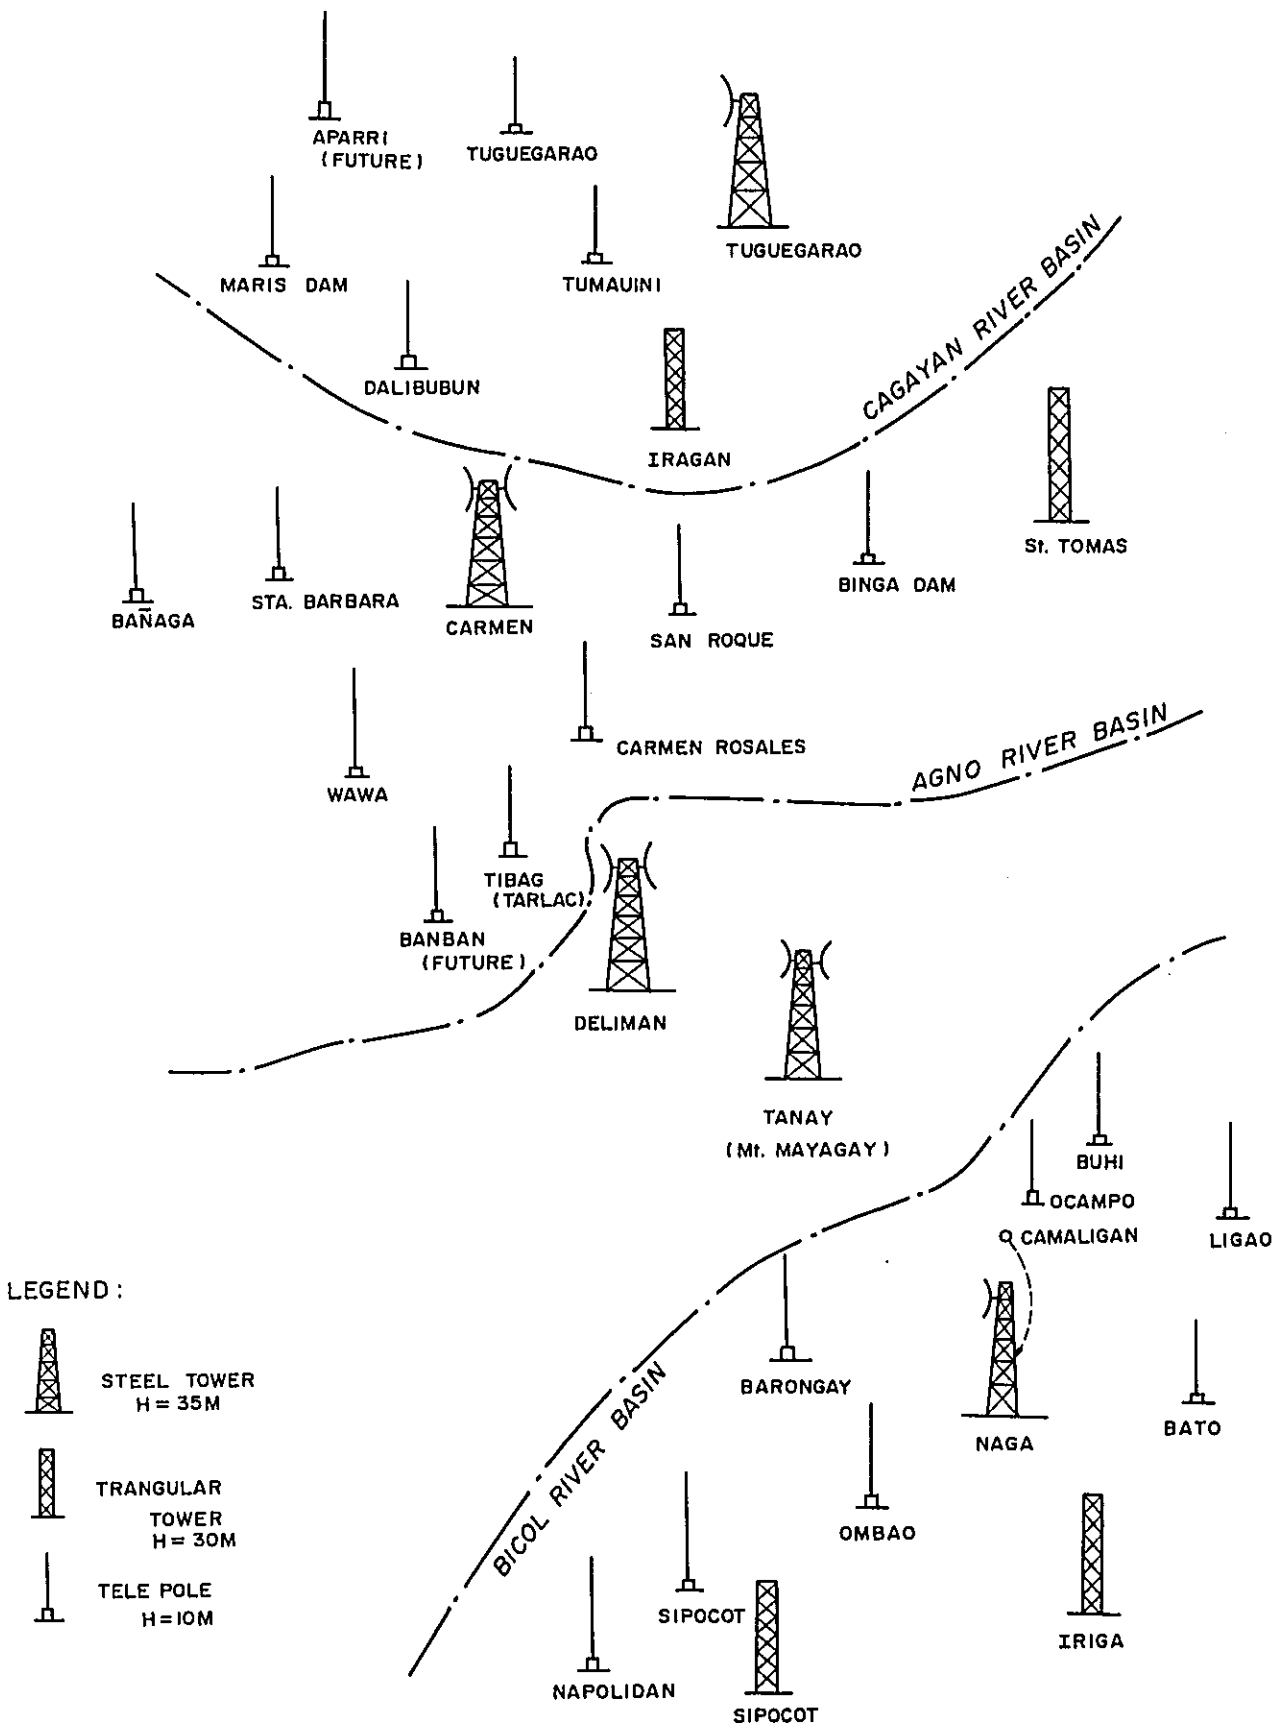 APARRI
(FUTURE)
TUGUEGARAO
TUGUEGARAO
MARIS DAM
TUMAUINI
DALIBUBUN
IRAGAN
CAGAYAN RIVER BASIN
St. TOMAS
BAÑAGA
STA. BARBARA
CARMEN
SAN ROQUE
BINGA DAM
WAWA
CARMEN ROSALES
AGNO RIVER BASIN
TIBAG
(TARLAC)
BANBAN
(FUTURE)
DELIMAN
TANAY
(Mt. MAYAGAY)
BUHI
OCAMPO
CAMALIGAN
LIGAO
BARONGAY
NAGA
BATO
BICOL RIVER BASIN
OMBAO
SIPOCOT
IRIGA
NAPOLIDAN
SIPOCOT
LEGEND :
STEEL TOWER
H = 35M
TRANGULAR
TOWER
H = 30M
TELE POLE
H = 10M